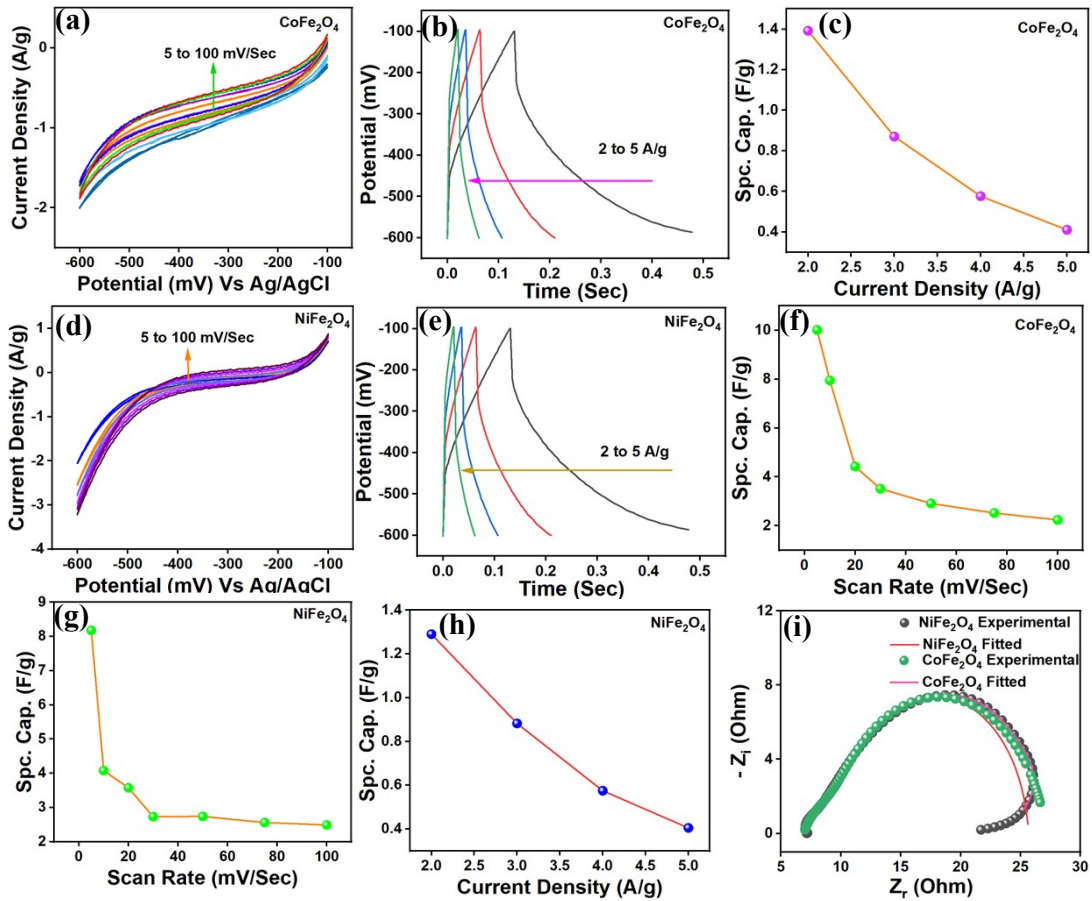 (a)
CoFe₂O₄
5 to 100 mV/Sec
Current Density (A/g)
0
-1
-2
-600 -500 -400 -300 -200 -100
Potential (mV) Vs Ag/AgCl
(b)
CoFe₂O₄
2 to 5 A/g
Potential (mV)
-100
-200
-300
-400
-500
-600
0.0 0.1 0.2 0.3 0.4 0.5
Time (Sec)
(c)
CoFe₂O₄
Spc. Cap. (F/g)
1.4
1.2
1.0
0.8
0.6
0.4
2.0 2.5 3.0 3.5 4.0 4.5 5.0
Current Density (A/g)
(d)
NiFe₂O₄
5 to 100 mV/Sec
Current Density (A/g)
1
0
-1
-2
-3
-4
-600 -500 -400 -300 -200 -100
Potential (mV) Vs Ag/AgCl
(e)
NiFe₂O₄
2 to 5 A/g
Potential (mV)
-100
-200
-300
-400
-500
-600
0.0 0.1 0.2 0.3 0.4 0.5
Time (Sec)
(f)
CoFe₂O₄
Spc. Cap. (F/g)
10
8
6
4
2
0 20 40 60 80 100
Scan Rate (mV/Sec)
(g)
NiFe₂O₄
Spc. Cap. (F/g)
9
8
7
6
5
4
3
2
0 20 40 60 80 100
Scan Rate (mV/Sec)
(h)
NiFe₂O₄
Spc. Cap. (F/g)
1.4
1.2
1.0
0.8
0.6
0.4
2.0 2.5 3.0 3.5 4.0 4.5 5.0
Current Density (A/g)
(i)
NiFe₂O₄ Experimental
NiFe₂O₄ Fitted
CoFe₂O₄ Experimental
CoFe₂O₄ Fitted
- Zᵢ (Ohm)
-12
-8
-4
0
5 10 15 20 25 30
Zᵣ (Ohm)